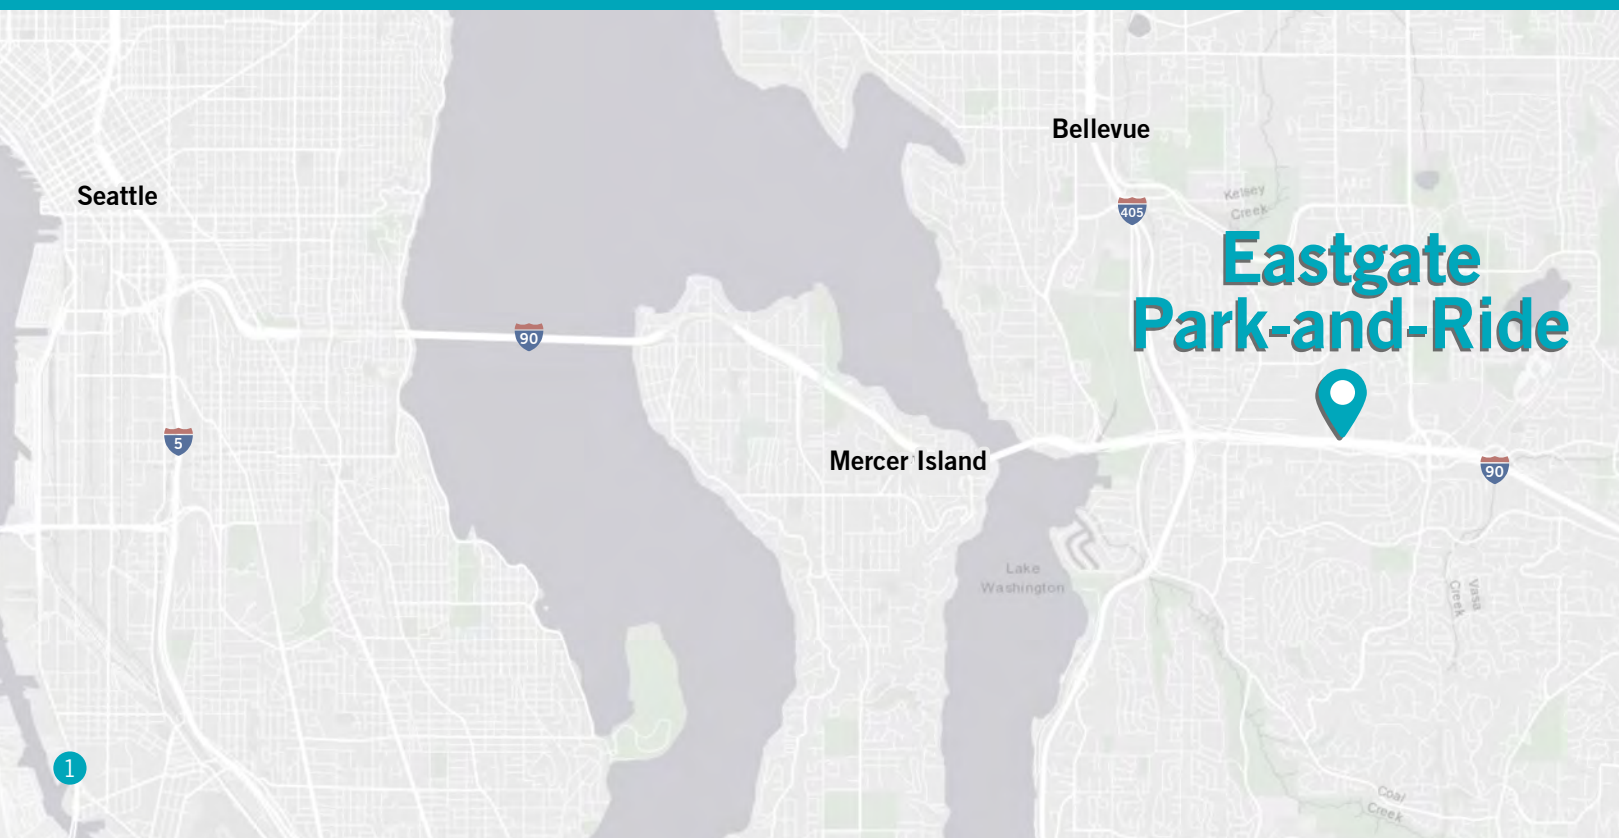 Bellevue
Seattle
Kelsey
Creek
405
Eastgate
Park-and-Ride
90
5
Mercer Island
90
Lake
Washington
Vasa
Creek
1
Coal
Creek